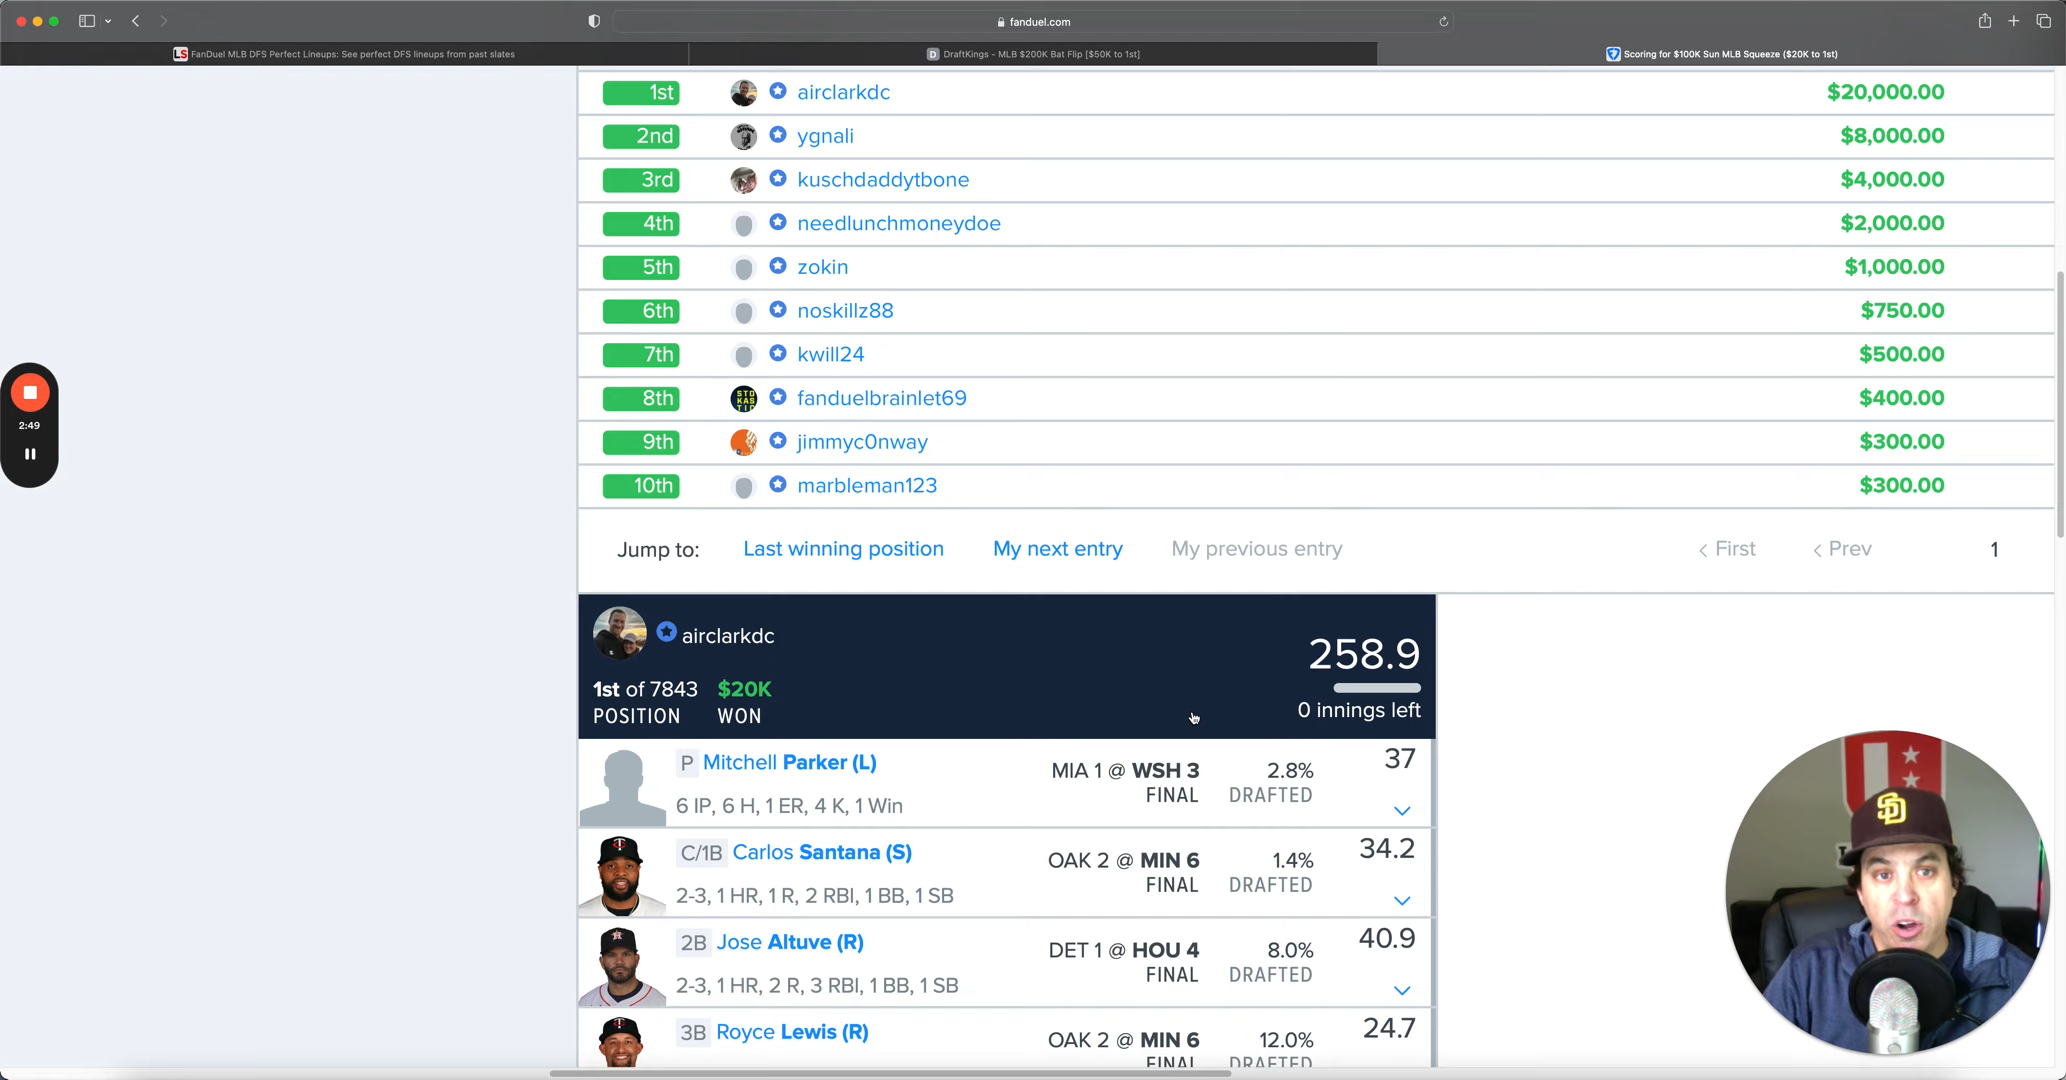 fanduel.com
LS FanDuel MLB DFS Perfect Lineups: See perfect DFS lineups from past slates
D DraftKings - MLB $200K Bat Flip [$50K to 1st]
Scoring for $100K Sun MLB Squeeze ($20K to 1st)
1st airclarkdc $20,000.00
2nd ygnali $8,000.00
3rd kuschdaddytbone $4,000.00
4th needlunchmoneydoe $2,000.00
5th zokin $1,000.00
6th noskillz88 $750.00
7th kwill24 $500.00
8th STO KAS TIC fanduelbrainlet69 $400.00
9th jimmyc0nway $300.00
10th marbleman123 $300.00
2:49
Jump to: Last winning position My next entry My previous entry < First < Prev 1
airclarkdc 258.9
1st of 7843 $20K
POSITION WON 0 innings left
P Mitchell Parker (L) MIA 1 @ WSH 3 2.8% 37
6 IP, 6 H, 1 ER, 4 K, 1 Win FINAL DRAFTED
C/1B Carlos Santana (S) OAK 2 @ MIN 6 1.4% 34.2
2-3, 1 HR, 1 R, 2 RBI, 1 BB, 1 SB FINAL DRAFTED
2B Jose Altuve (R) DET 1 @ HOU 4 8.0% 40.9
2-3, 1 HR, 2 R, 3 RBI, 1 BB, 1 SB FINAL DRAFTED
3B Royce Lewis (R) OAK 2 @ MIN 6 12.0% 24.7
FINAL DRAFTED
SD